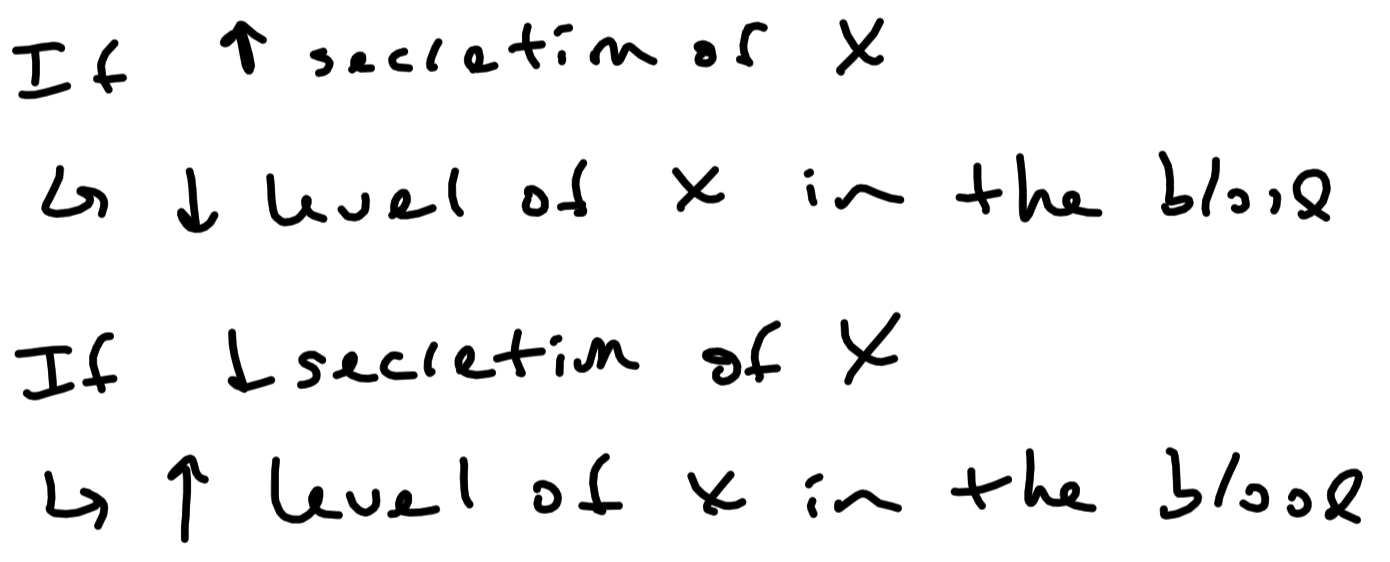 If ↑ secretion of X
↳ ↓ level of X in the blood
If ↓ secretion of X
↳ ↑ level of X in the blood